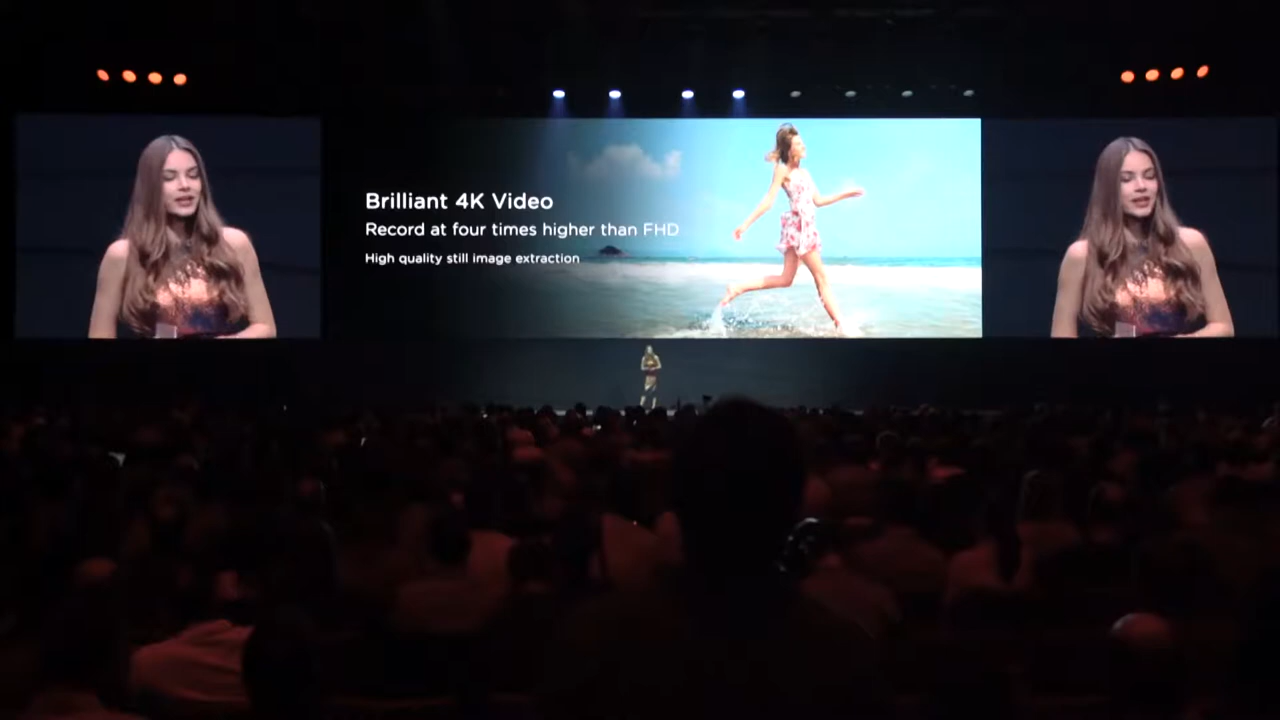 Brilliant 4K Video
Record at four times higher than FHD
High quality still image extraction